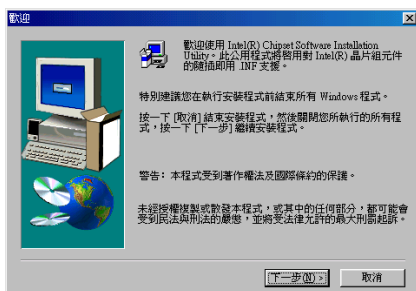 歡迎
歡迎使用 Intel(R) Chipset Software Installation
Utility。此公用程式將啓用對 Intel(R) 晶片組元件
的隨插即用 .INF 支援。
特別建議您在執行安裝程式前結束所有 Windows 程式。
按一下 [取消] 結束安裝程式，然後關閉您所執行的所有程
式，按一下 [下一步] 繼續安裝程式。
警告: 本程式受到著作權法及國際條約的保護。
未經授權複製或散發本程式，或其中的任何部分，都可能會
受到民法與刑法的嚴懲，並將受法律允許的最大刑罰起訴。
下一步(N) >
取消